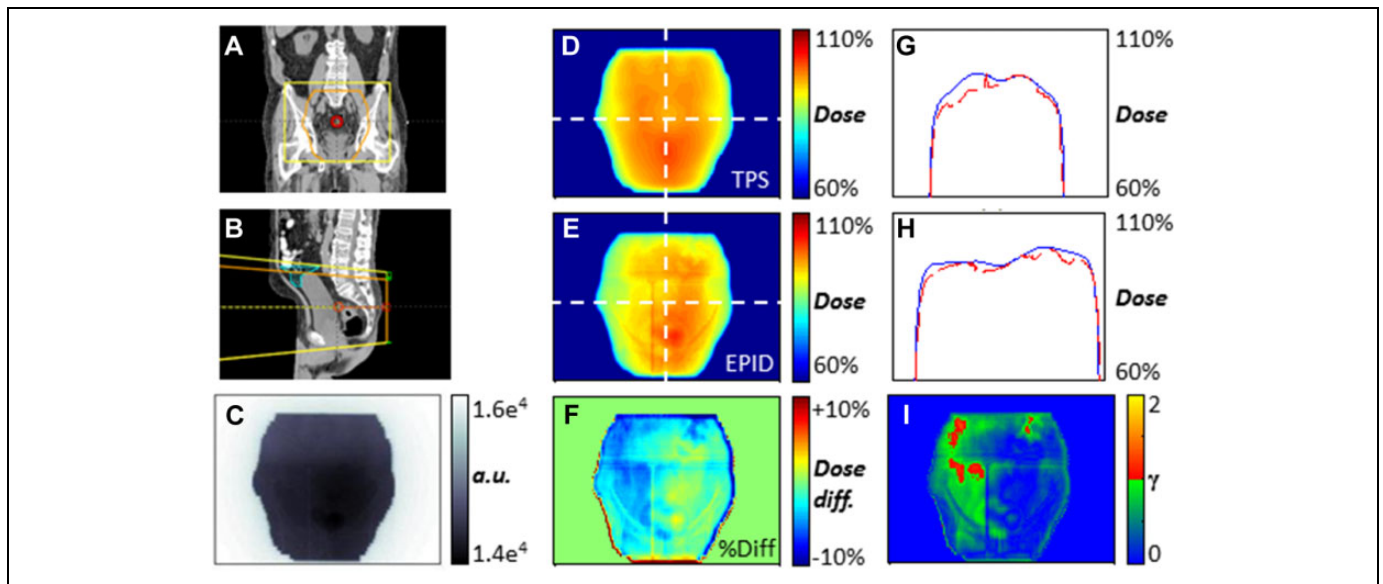 A
B
C
1.6e⁴
a.u.
1.4e⁴
D
TPS
110%
Dose
60%
E
EPID
110%
Dose
60%
F
%Diff
+10%
Dose
diff.
-10%
G
110%
Dose
60%
H
110%
Dose
60%
I
2
γ
0